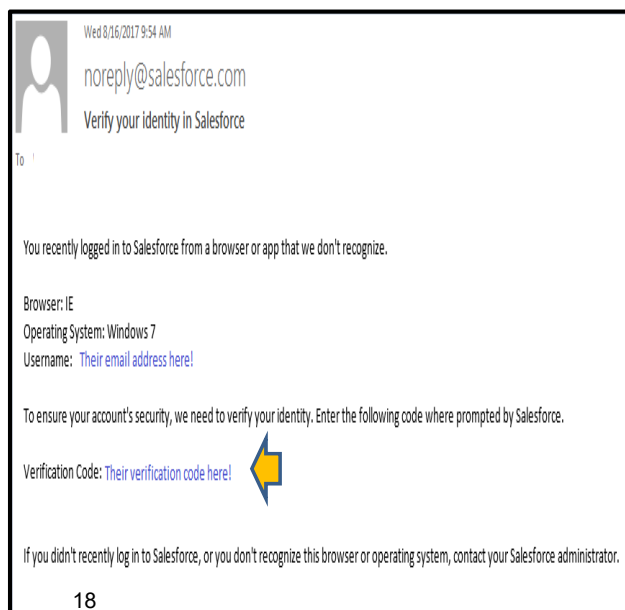 Wed 8/16/2017 9:54 AM
noreply@salesforce.com
Verify your identity in Salesforce
To '
You recently logged in to Salesforce from a browser or app that we don't recognize.
Browser: IE
Operating System: Windows 7
Username: Their email address here!
To ensure your account's security, we need to verify your identity. Enter the following code where prompted by Salesforce.
Verification Code: Their verification code here!
If you didn't recently log in to Salesforce, or you don't recognize this browser or operating system, contact your Salesforce administrator.
18